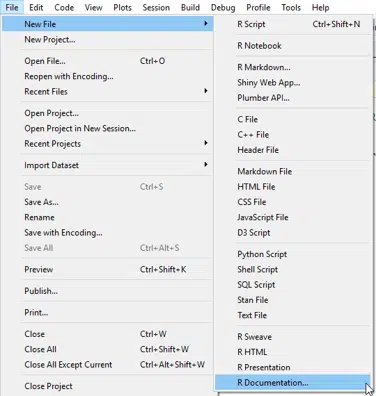 File Edit Code View Plots Session Build Debug Profile Tools Help
New File
New Project...
Open File... Ctrl+O
Reopen with Encoding...
Recent Files
Open Project...
Open Project in New Session...
Recent Projects
Import Dataset
Save Ctrl+S
Save As...
Rename
Save with Encoding...
Save All Ctrl+Alt+S
Preview Ctrl+Shift+K
Publish...
Print...
Close Ctrl+W
Close All Ctrl+Shift+W
Close All Except Current Ctrl+Alt+Shift+W
Close Project
R Script Ctrl+Shift+N
R Notebook
R Markdown...
Shiny Web App...
Plumber API...
C File
C++ File
Header File
Markdown File
HTML File
CSS File
JavaScript File
D3 Script
Python Script
Shell Script
SQL Script
Stan File
Text File
R Sweave
R HTML
R Presentation
R Documentation...